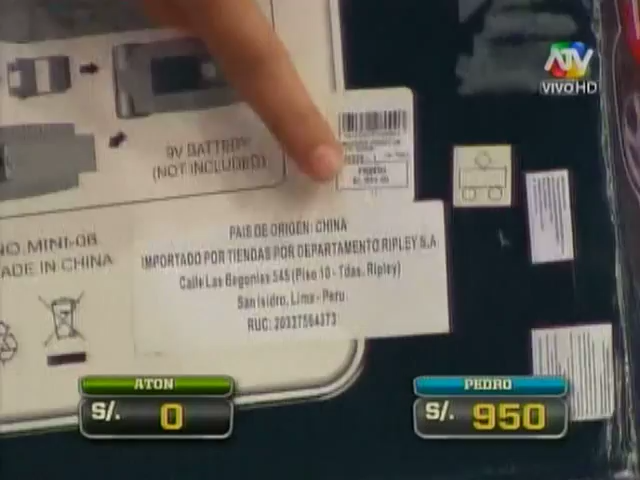 ATV
VIVO HD
9V BATTERY
(NOT INCLUDED)
NO. MINI-08
MADE IN CHINA
PAIS DE ORIGEN: CHINA
IMPORTADO POR TIENDAS POR DEPARTAMENTO RIPLEY S.A
Calle Las Begonias 545 (Piso 10 - Tdas. Ripley)
San Isidro, Lima - Peru
RUC: 20337564373
ATON
S/. 0
PEDRO
S/. 950